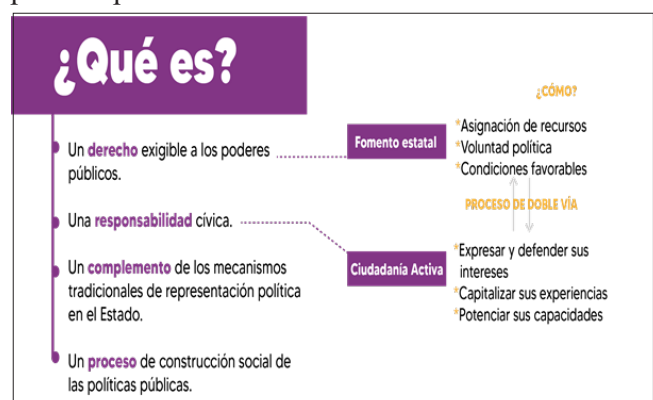 ¿Qué es?
Un derecho exigible a los poderes
públicos.
Una responsabilidad cívica.
Un complemento de los mecanismos
tradicionales de representación política
en el Estado.
Un proceso de construcción social de
las políticas públicas.
Fomento estatal
Ciudadanía Activa
¿CÓMO?
*Asignación de recursos
*Voluntad política
*Condiciones favorables
PROCESO DE DOBLE VÍA
*Expresar y defender sus
intereses
*Capitalizar sus experiencias
*Potenciar sus capacidades